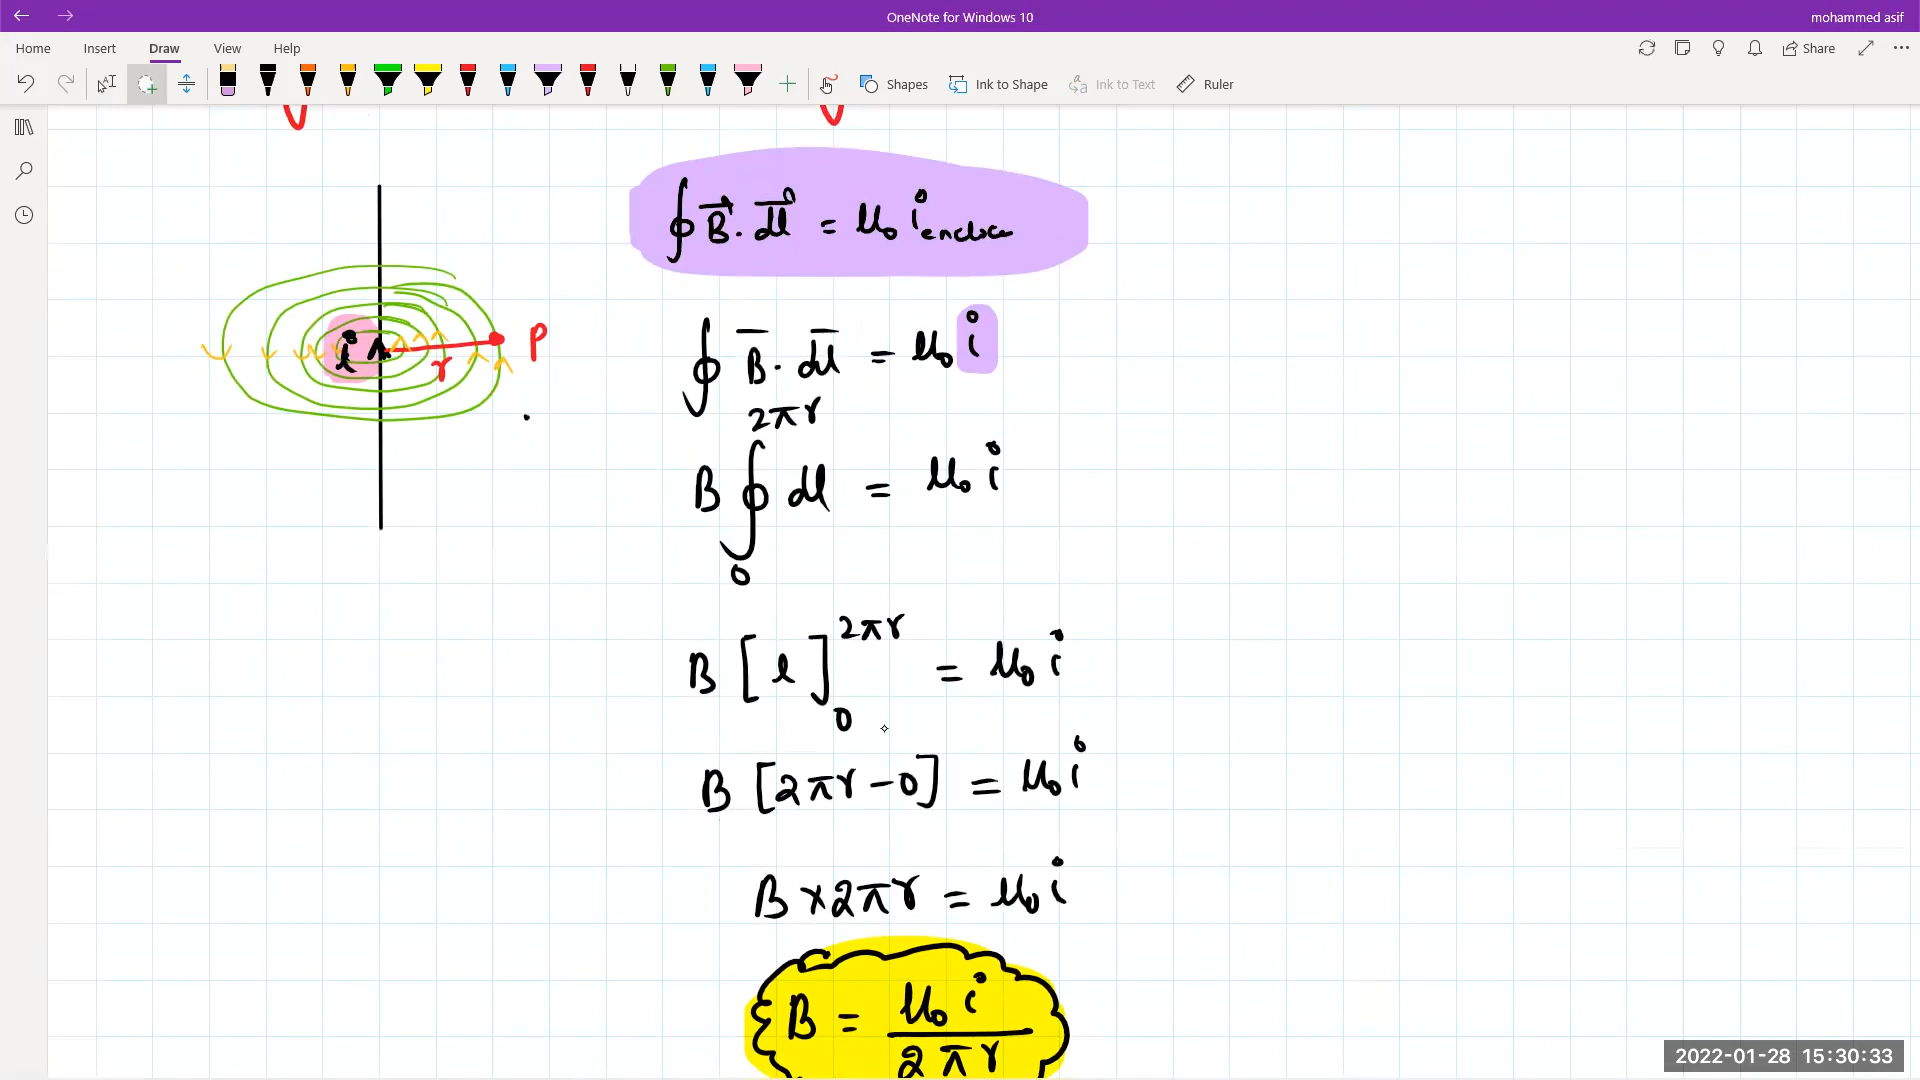 OneNote for Windows 10
mohammed asif
Home Insert Draw View Help
Share
Shapes Ink to Shape Ink to Text Ruler
∮ B⃗ . dl⃗ = μ₀ i
∮ B̅ . d̅l̅ = μ₀ i
2πr
B ∮ dl = μ₀ i
0
B [ l ]₀^2πr = μ₀ i
B [2πr − 0] = μ₀ i
B × 2πr = μ₀ i
B = μ₀ i / 2πr
i
r
P
2022-01-28 15:30:33